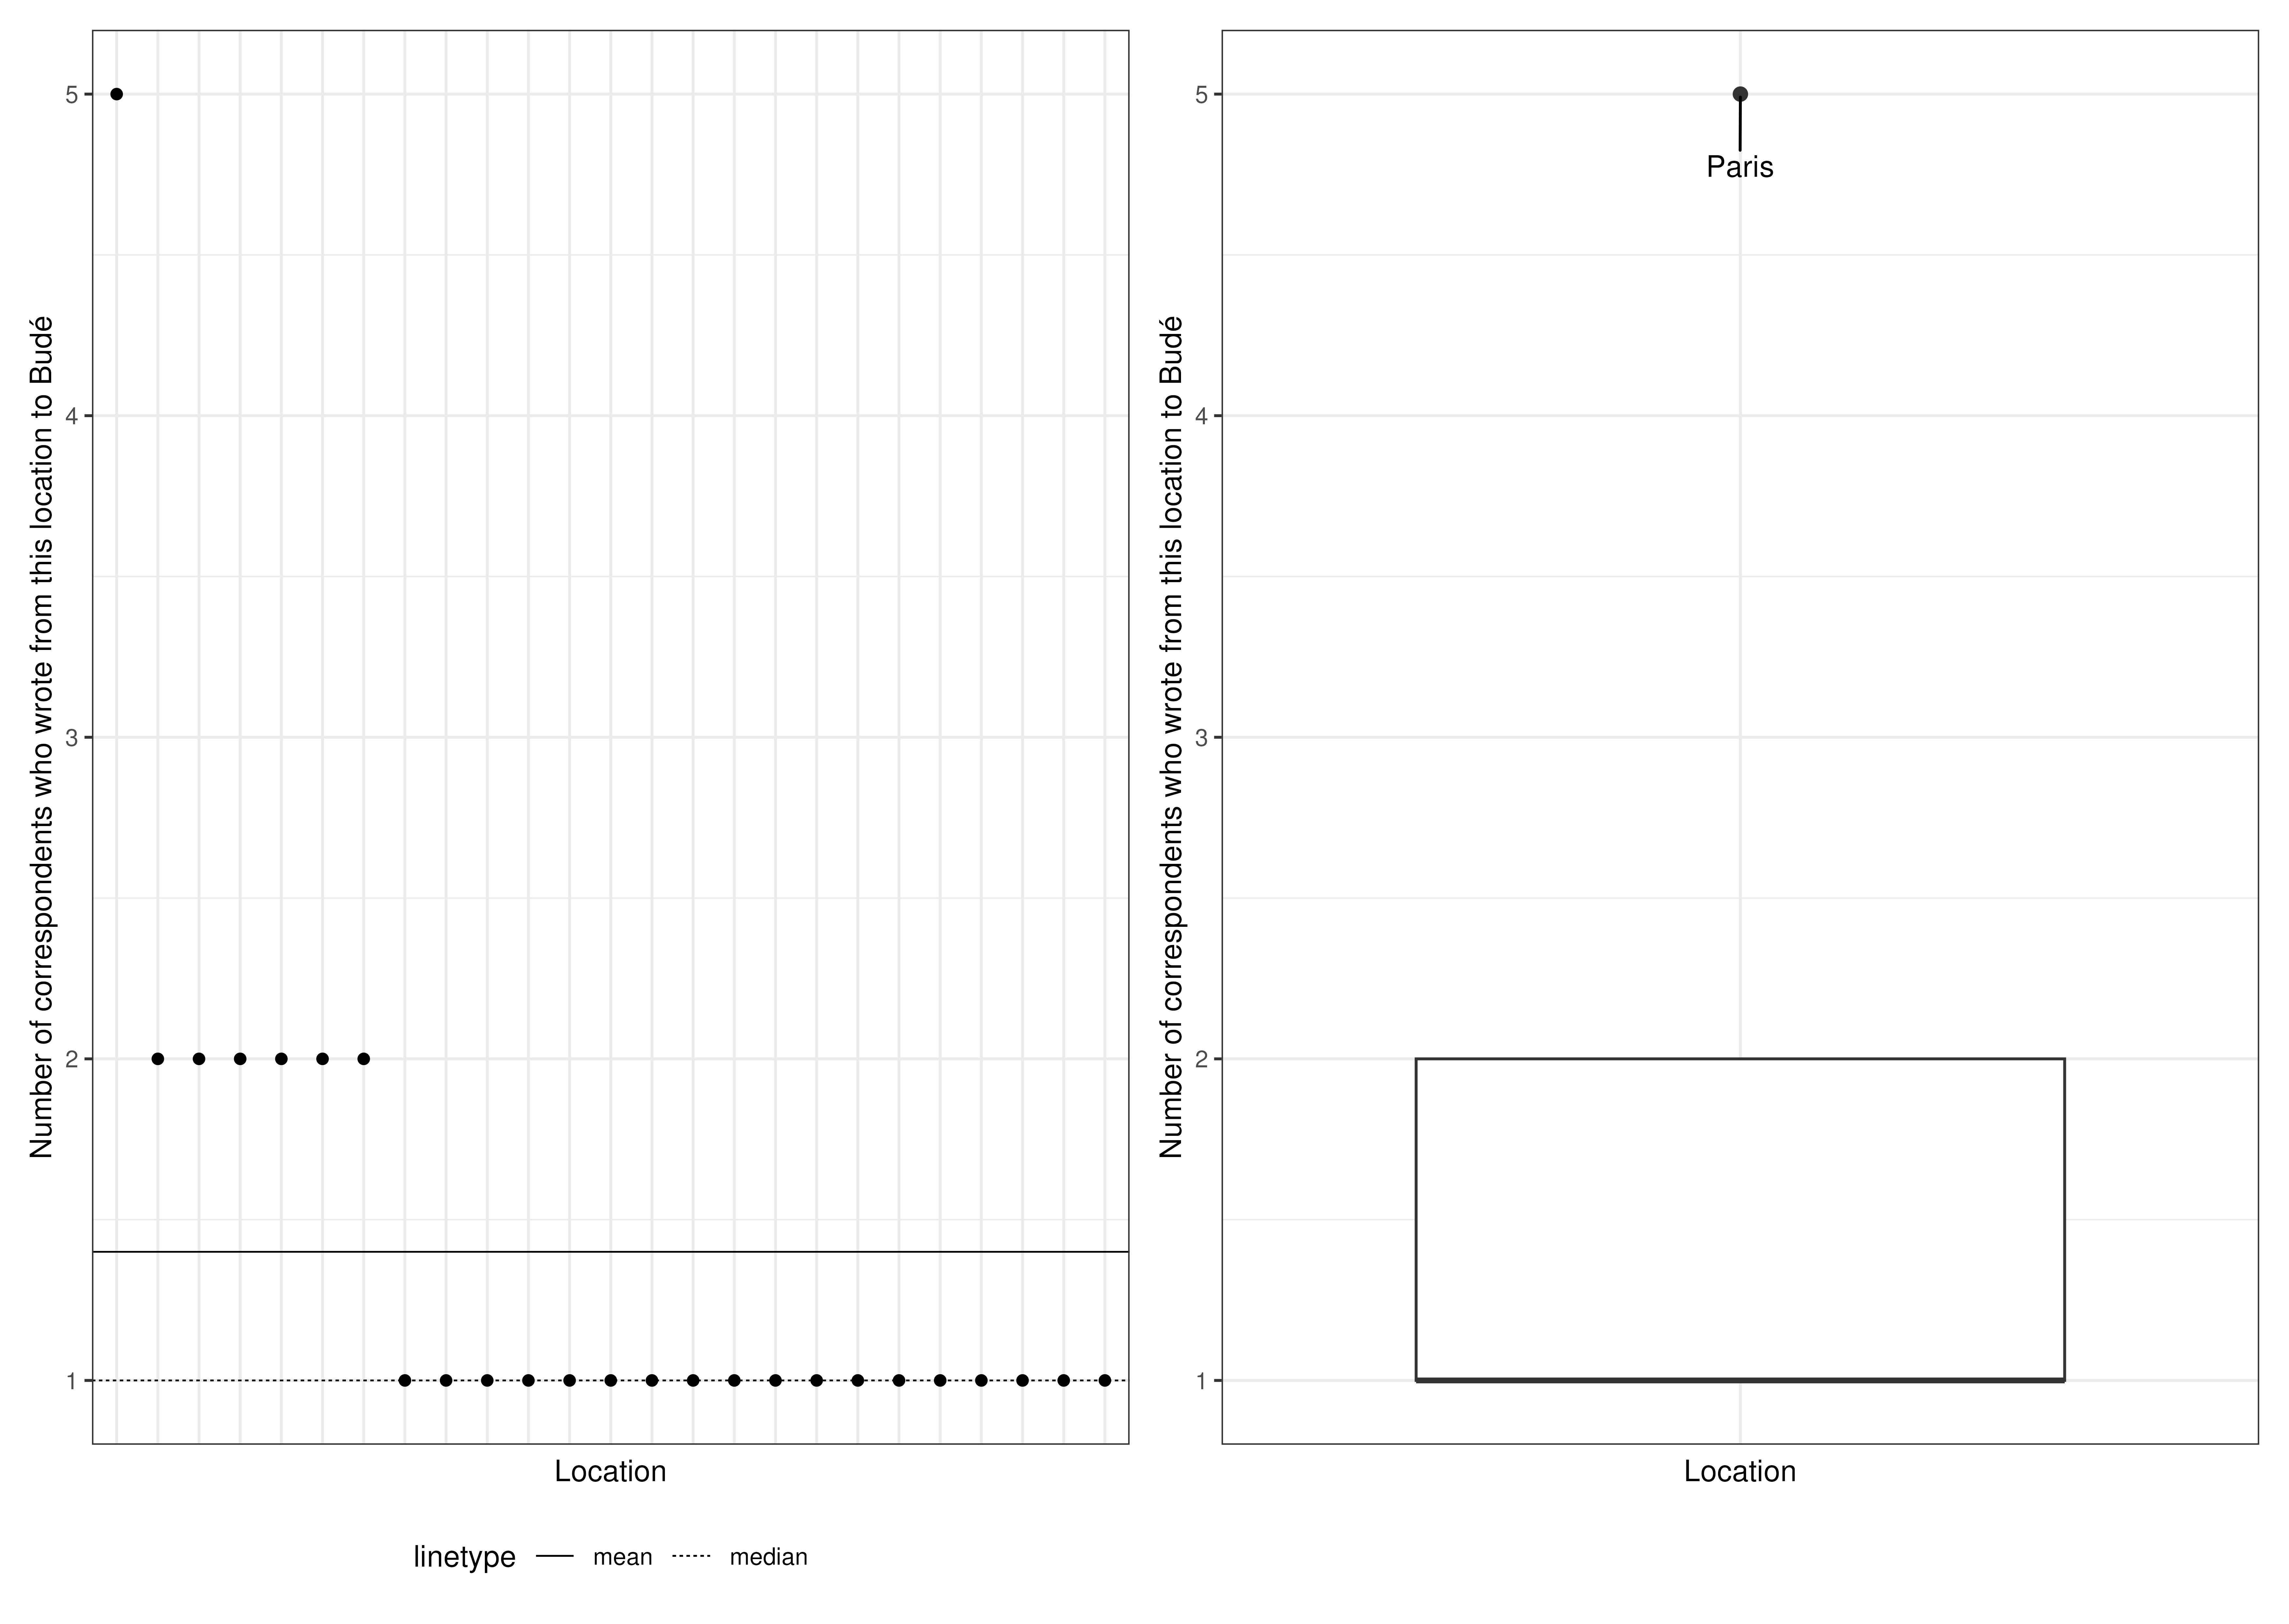 Number of correspondents who wrote from this location to Budé
5
4
3
2
1
Location
linetype mean median
Number of correspondents who wrote from this location to Budé
5
4
3
2
1
Paris
Location